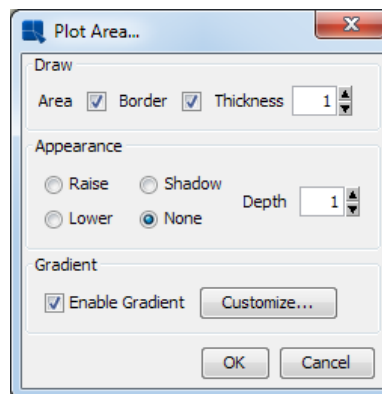 Plot Area...
Draw
Area Border Thickness 1
Appearance
Raise Shadow
Depth 1
Lower None
Gradient
Enable Gradient Customize...
OK Cancel